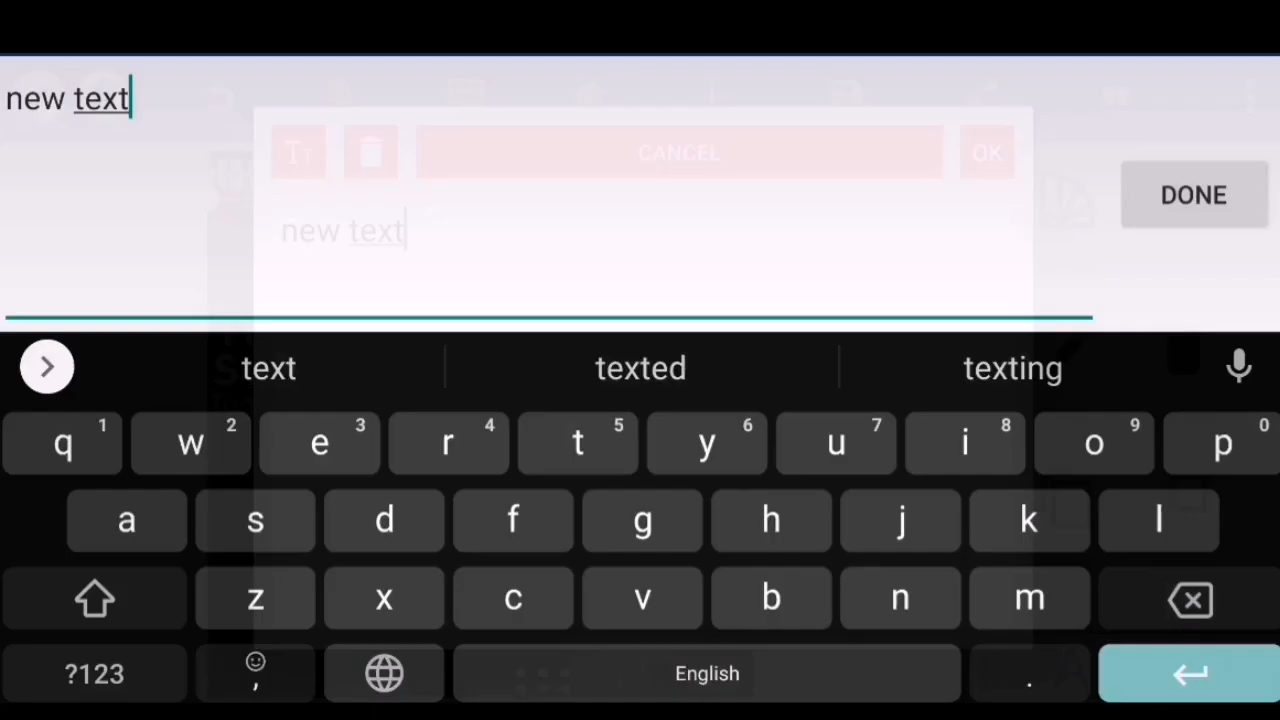 new text
Tт CANCEL OK
new text
DONE
text texted texting
q 1 w 2 e 3 r 4 t 5 y 6 u 7 i 8 o 9 p 0
a s d f g h j k l
z x c v b n m
?123 , English .